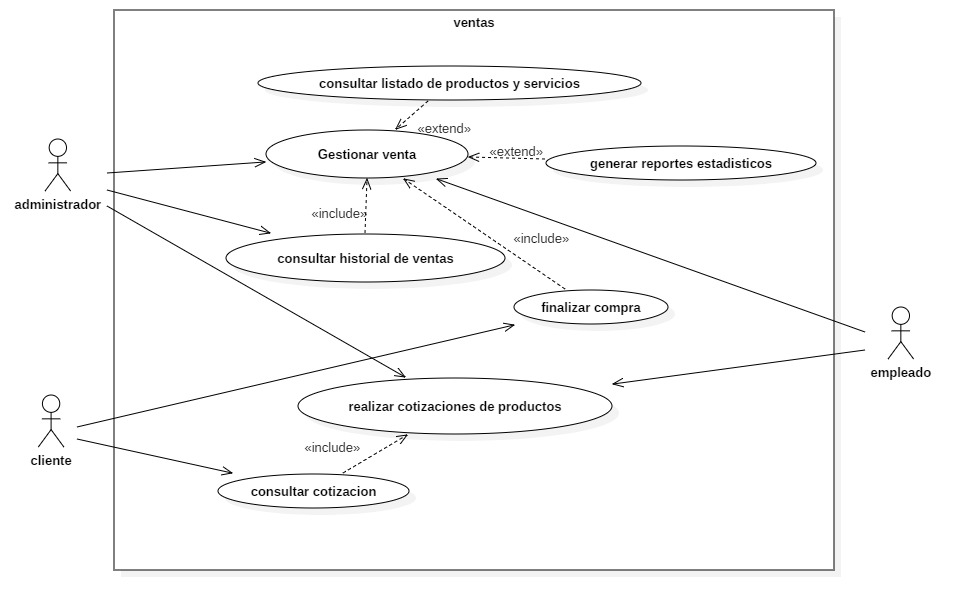 ventas
consultar listado de productos y servicios
«extend»
Gestionar venta
«extend»
generar reportes estadisticos
administrador
«include»
«include»
consultar historial de ventas
finalizar compra
empleado
realizar cotizaciones de productos
«include»
cliente
consultar cotizacion